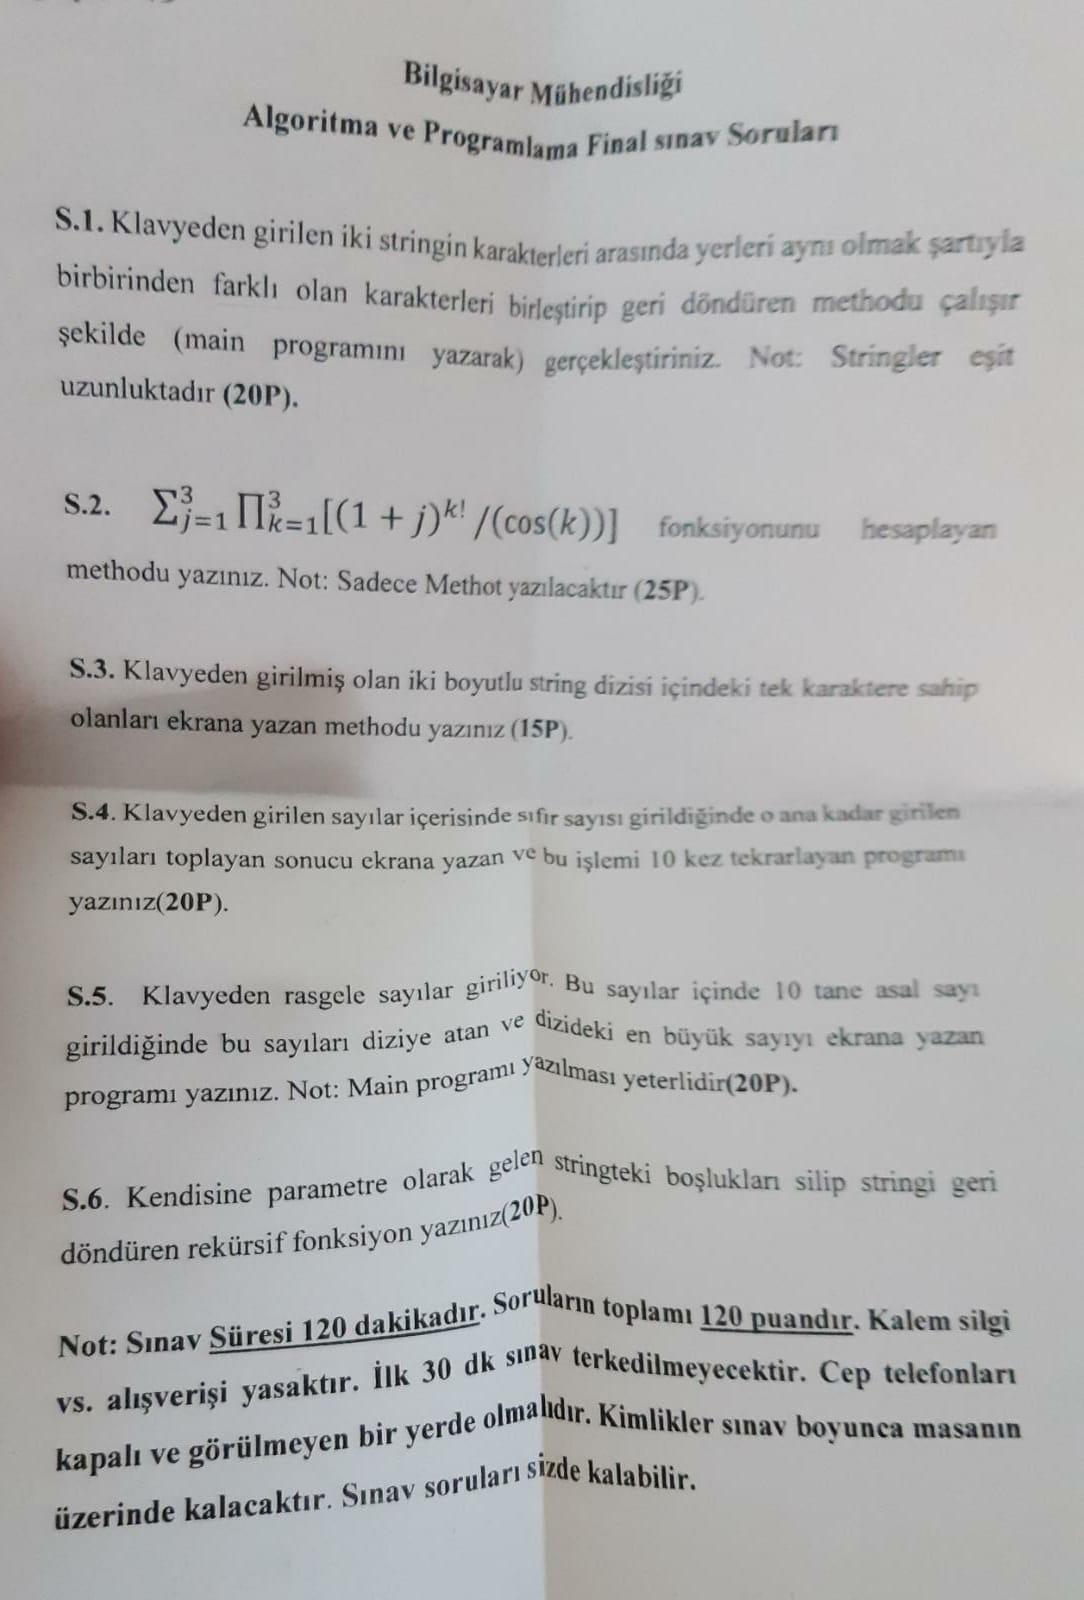 Bilgisayar Mühendisliği
Algoritma ve Programlama Final sınav Soruları
S.1. Klavyeden girilen iki stringin karakterleri arasında yerleri aynı olmak şartıyla
birbirinden farklı olan karakterleri birleştirip geri döndüren methodu çalışır
şekilde (main programını yazarak) gerçekleştiriniz. Not: Stringler eşit
uzunluktadır (20P).
S.2. ∑³ⱼ₌₁ ∏³ₖ₌₁[(1 + j)^k! /(cos(k))] fonksiyonunu hesaplayan
methodu yazınız. Not: Sadece Methot yazılacaktır (25P).
S.3. Klavyeden girilmiş olan iki boyutlu string dizisi içindeki tek karaktere sahip
olanları ekrana yazan methodu yazınız (15P).
S.4. Klavyeden girilen sayılar içerisinde sıfır sayısı girildiğinde o ana kadar girilen
sayıları toplayan sonucu ekrana yazan ve bu işlemi 10 kez tekrarlayan programı
yazınız(20P).
S.5. Klavyeden rasgele sayılar giriliyor. Bu sayılar içinde 10 tane asal sayı
girildiğinde bu sayıları diziye atan ve dizideki en büyük sayıyı ekrana yazan
programı yazınız. Not: Main programı yazılması yeterlidir(20P).
S.6. Kendisine parametre olarak gelen stringteki boşlukları silip stringi geri
döndüren rekürsif fonksiyon yazınız(20P).
Not: Sınav Süresi 120 dakikadır. Soruların toplamı 120 puandır. Kalem silgi
vs. alışverişi yasaktır. İlk 30 dk sınav terkedilmeyecektir. Cep telefonları
kapalı ve görülmeyen bir yerde olmalıdır. Kimlikler sınav boyunca masanın
üzerinde kalacaktır. Sınav soruları sizde kalabilir.